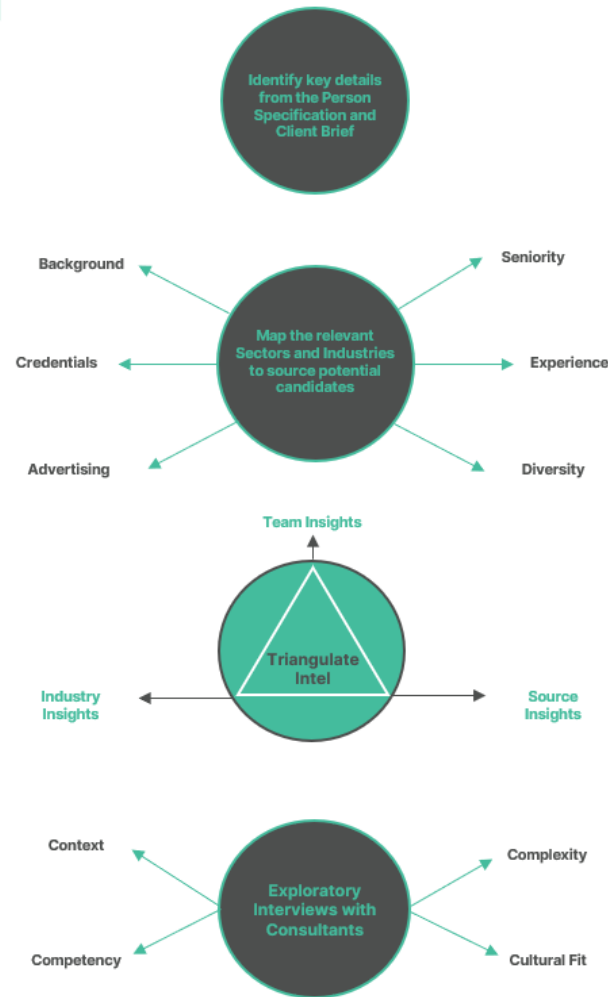 Identify key details
from the Person
Specification and
Client Brief
Background
Seniority
Map the relevant
Sectors and Industries
to source potential
candidates
Credentials
Experience
Advertising
Diversity
Team Insights
Triangulate
Intel
Industry
Insights
Source
Insights
Context
Complexity
Exploratory
Interviews with
Consultants
Competency
Cultural Fit